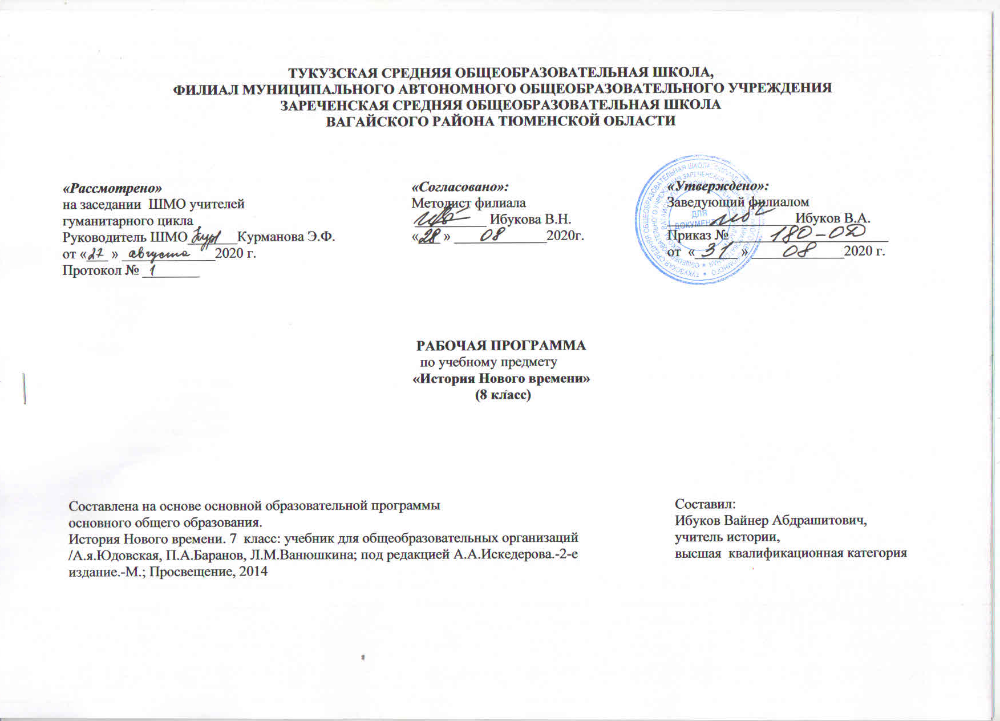 ТУКУЗСКАЯ СРЕДНЯЯ ОБЩЕОБРАЗОВАТЕЛЬНАЯ ШКОЛА,
ФИЛИАЛ МУНИЦИПАЛЬНОГО АВТОНОМНОГО ОБЩЕОБРАЗОВАТЕЛЬНОГО УЧРЕЖДЕНИЯ
ЗАРЕЧЕНСКАЯ СРЕДНЯЯ ОБЩЕОБРАЗОВАТЕЛЬНАЯ ШКОЛА
ВАГАЙСКОГО РАЙОНА ТЮМЕНСКОЙ ОБЛАСТИ
«Рассмотрено»
на заседании ШМО учителей
гуманитарного цикла
Руководитель ШМО_______Курманова Э.Ф.
от «27 » августа 2020 г.
Протокол № 1
«Согласовано»:
Методист филиала
__________ Ибукова В.Н.
«28 » 08 2020г.
«Утверждено»:
Заведующий филиалом
Ибуков В.А.
Приказ № 180-ОД
от «31 » 08 2020 г.
ДЛЯ
ДОКУМЕНТ
РАБОЧАЯ ПРОГРАММА
по учебному предмету
«История Нового времени»
(8 класс)
Составлена на основе основной образовательной программы
основного общего образования.
История Нового времени. 7 класс: учебник для общеобразовательных организаций
/А.я.Юдовская, П.А.Баранов, Л.М.Ванюшкина; под редакцией А.А.Искедерова.-2-е
издание.-М.; Просвещение, 2014
Составил:
Ибуков Вайнер Абдрашитович,
учитель истории,
высшая квалификационная категория